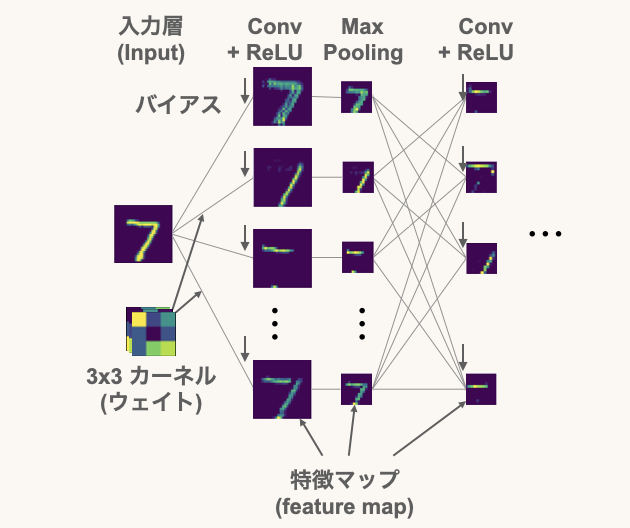 入力層
(Input)
Conv
+ ReLU
Max
Pooling
Conv
+ ReLU
バイアス
3x3 カーネル
(ウェイト)
特徴マップ
(feature map)